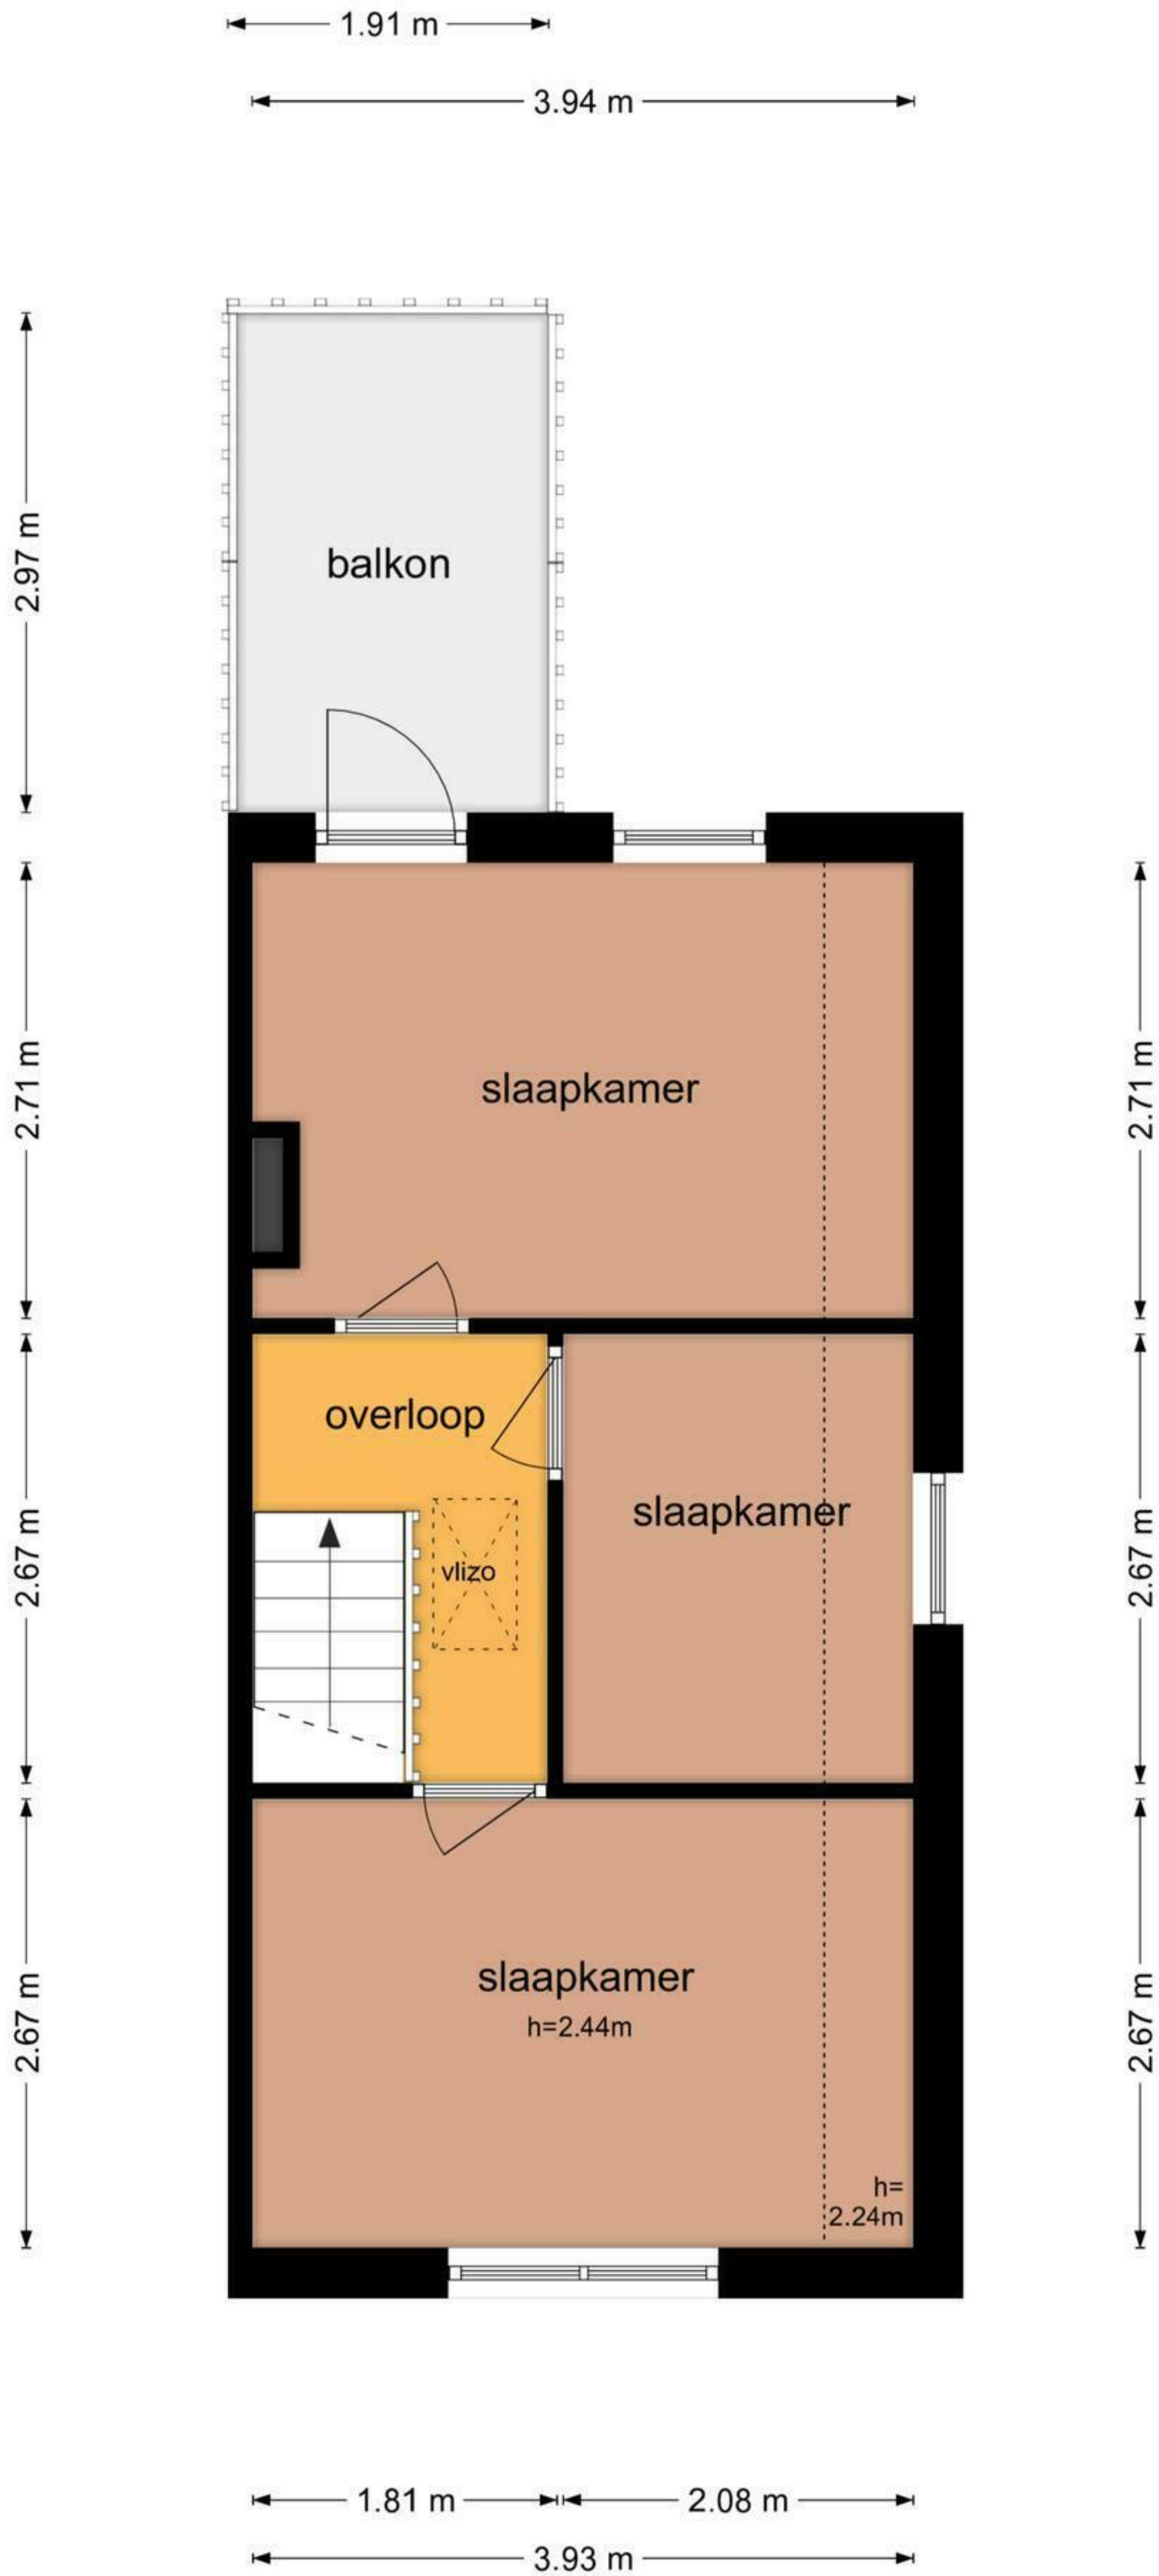 1.91 m
3.94 m
2.97 m
balkon
2.71 m
slaapkamer
2.71 m
overloop
2.67 m
vlizo
slaapkamer
2.67 m
2.67 m
slaapkamer
h=2.44m
2.67 m
h=
2.24m
1.81 m
2.08 m
3.93 m